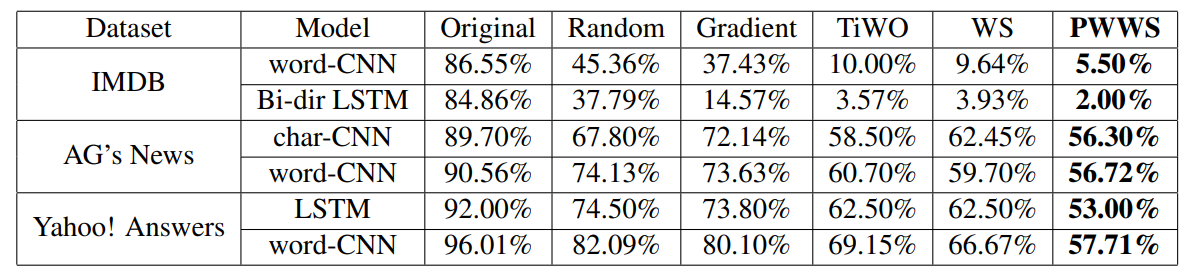 Dataset Model Original Random Gradient TiWO WS PWWS
IMDB word-CNN 86.55% 45.36% 37.43% 10.00% 9.64% 5.50%
Bi-dir LSTM 84.86% 37.79% 14.57% 3.57% 3.93% 2.00%
AG's News char-CNN 89.70% 67.80% 72.14% 58.50% 62.45% 56.30%
word-CNN 90.56% 74.13% 73.63% 60.70% 59.70% 56.72%
Yahoo! Answers LSTM 92.00% 74.50% 73.80% 62.50% 62.50% 53.00%
word-CNN 96.01% 82.09% 80.10% 69.15% 66.67% 57.71%